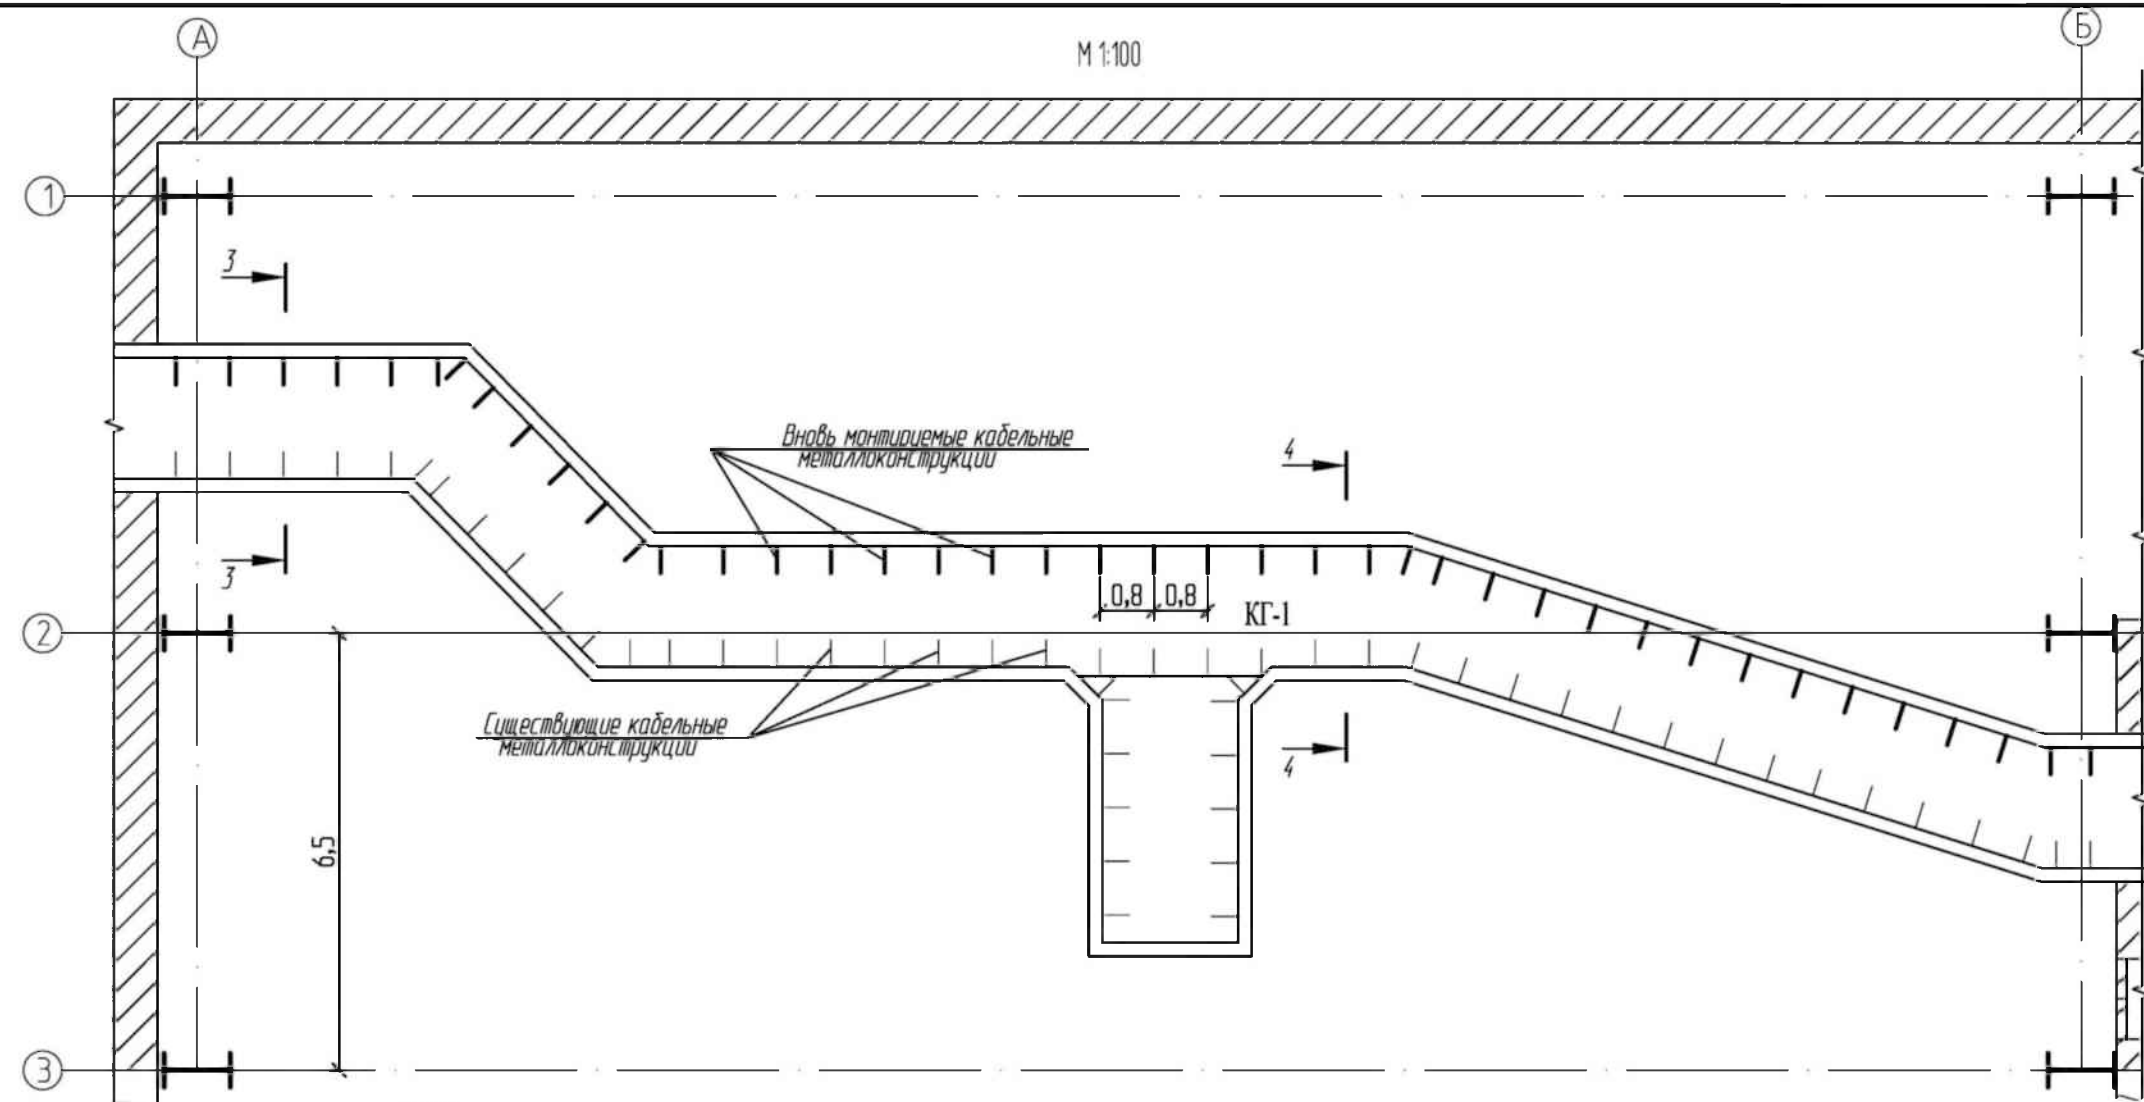 А
Б
М 1:100
1
3
Вновь монтируемые кабельные
металлоконструкции
4
3
0,8
0,8
КГ-1
2
Существующие кабельные
металлоконструкции
4
6,5
3